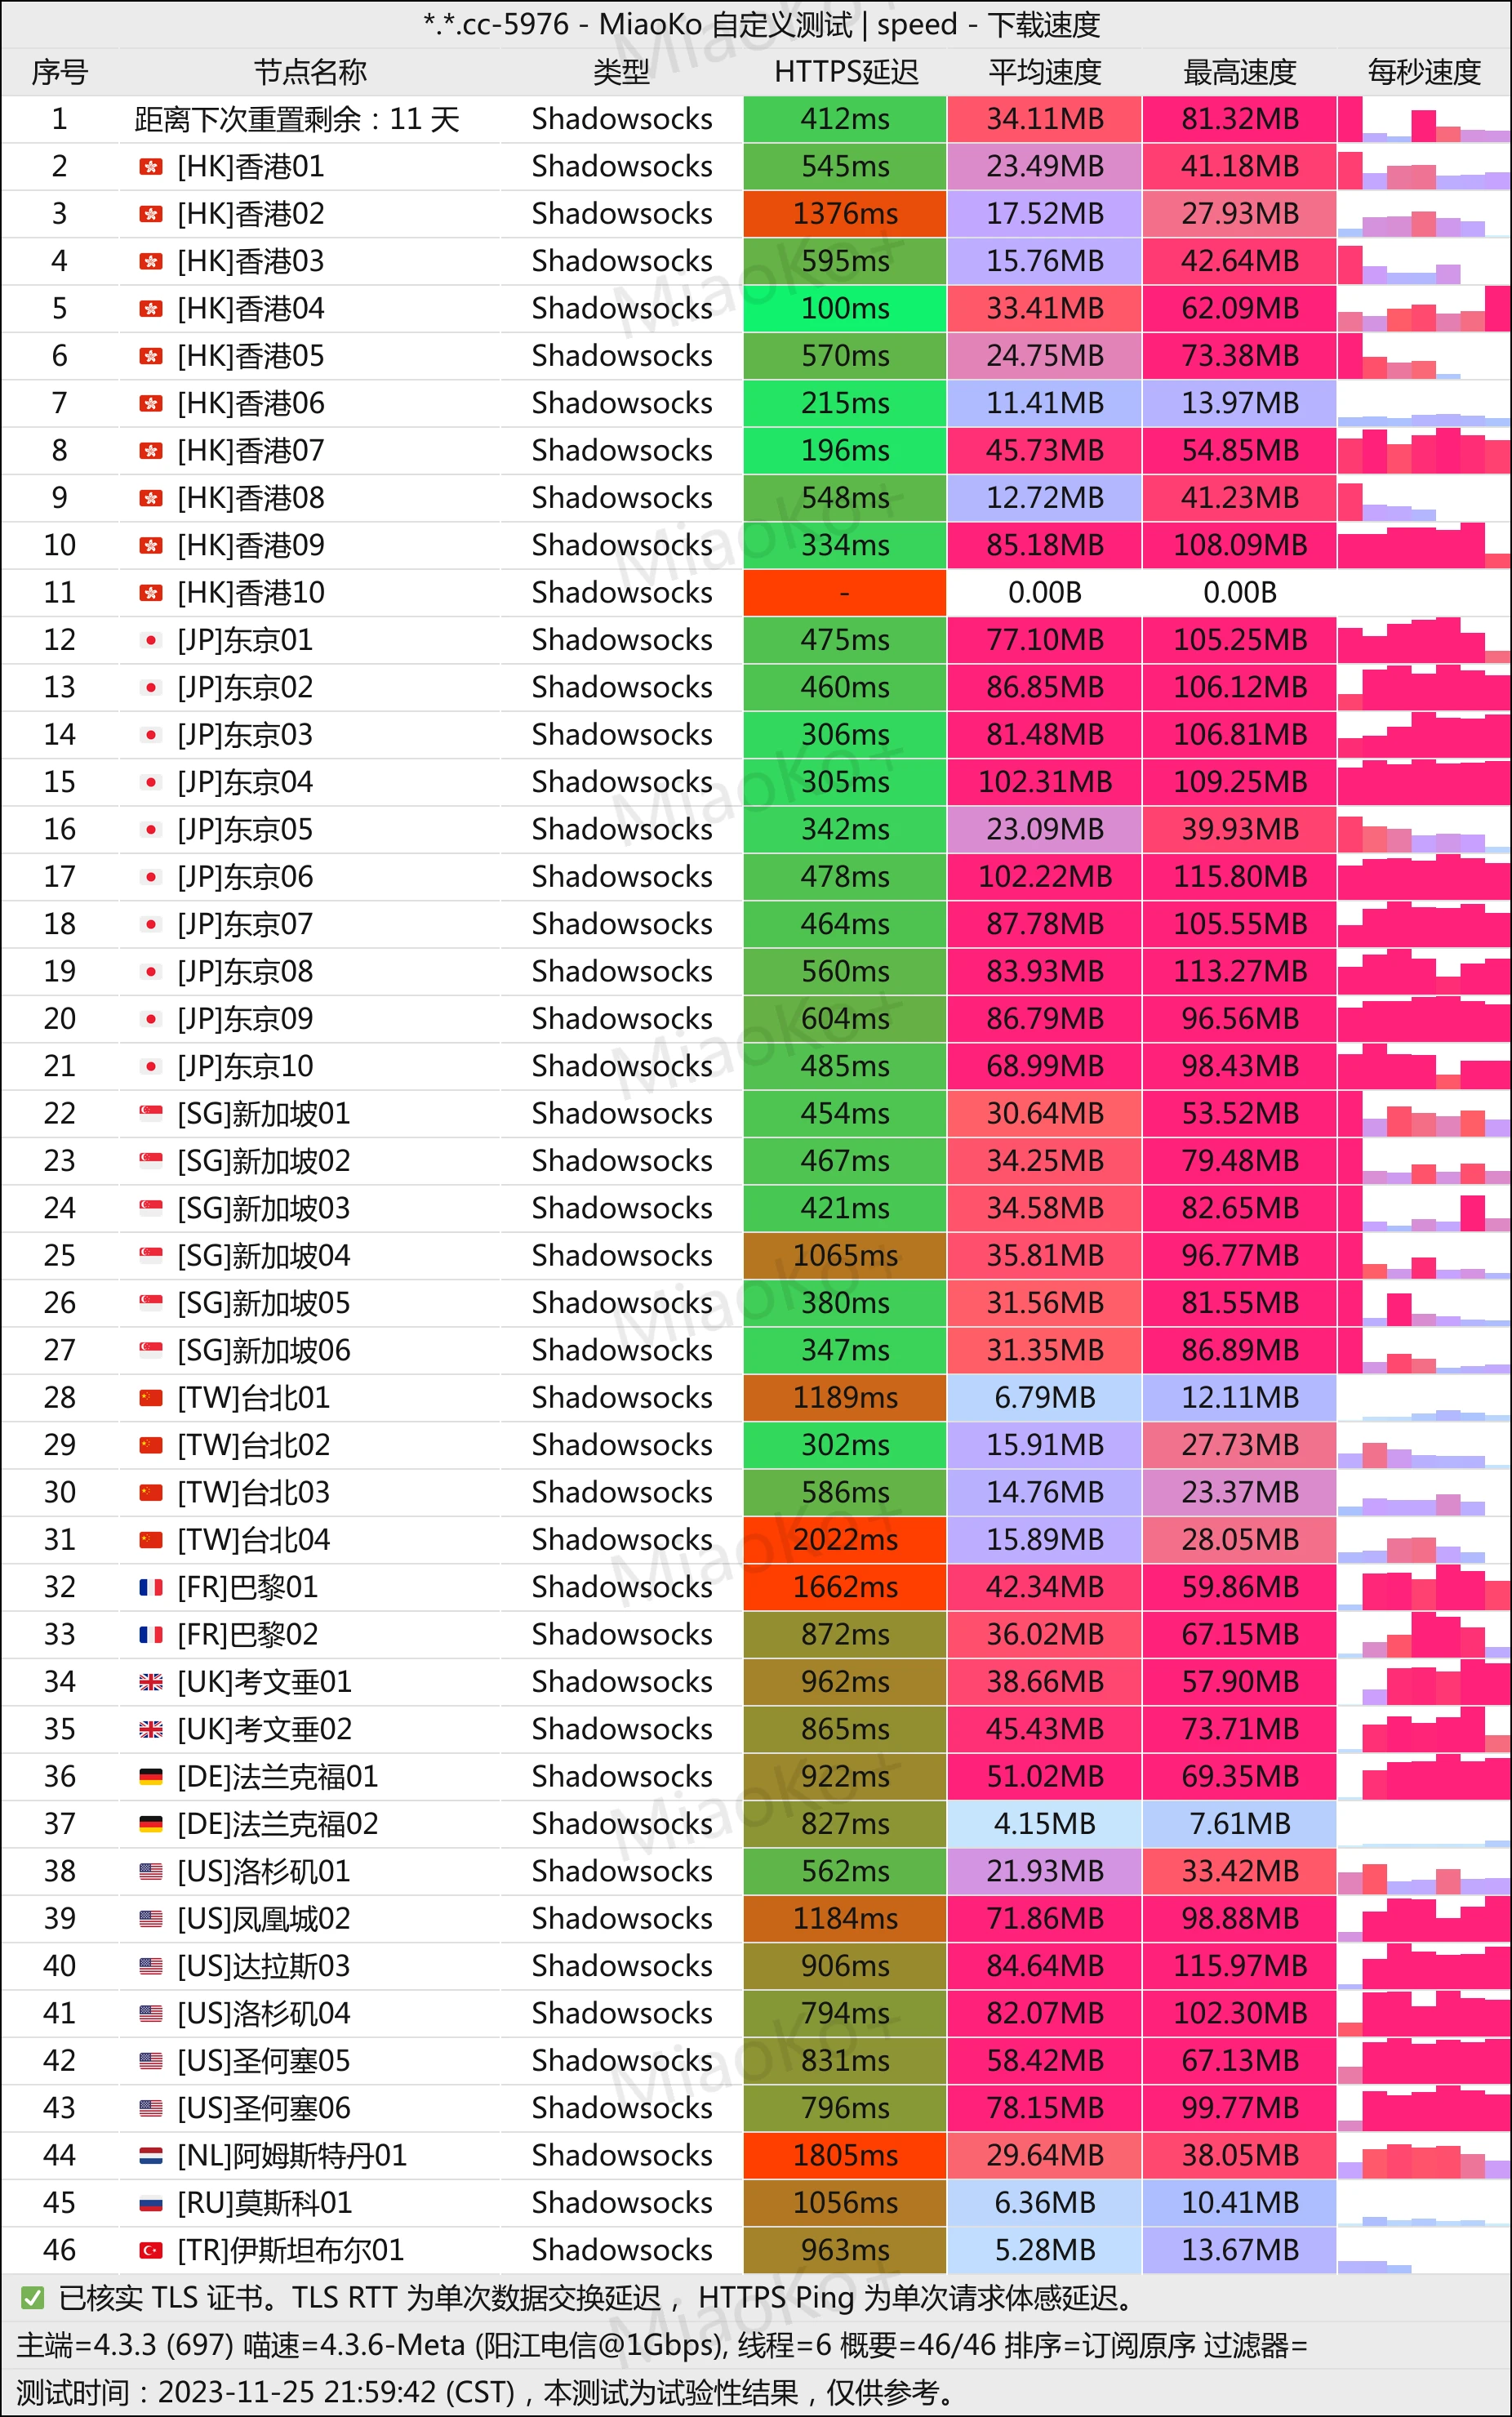 *.*.cc-5976 - MiaoKo 自定义测试 | speed - 下载速度
序号 节点名称 类型 HTTPS延迟 平均速度 最高速度 每秒速度
1 距离下次重置剩余：11 天 Shadowsocks 412ms 34.11MB 81.32MB
2 [HK]香港01 Shadowsocks 545ms 23.49MB 41.18MB
3 [HK]香港02 Shadowsocks 1376ms 17.52MB 27.93MB
4 [HK]香港03 Shadowsocks 595ms 15.76MB 42.64MB
5 [HK]香港04 Shadowsocks 100ms 33.41MB 62.09MB
6 [HK]香港05 Shadowsocks 570ms 24.75MB 73.38MB
7 [HK]香港06 Shadowsocks 215ms 11.41MB 13.97MB
8 [HK]香港07 Shadowsocks 196ms 45.73MB 54.85MB
9 [HK]香港08 Shadowsocks 548ms 12.72MB 41.23MB
10 [HK]香港09 Shadowsocks 334ms 85.18MB 108.09MB
11 [HK]香港10 Shadowsocks - 0.00B 0.00B
12 [JP]东京01 Shadowsocks 475ms 77.10MB 105.25MB
13 [JP]东京02 Shadowsocks 460ms 86.85MB 106.12MB
14 [JP]东京03 Shadowsocks 306ms 81.48MB 106.81MB
15 [JP]东京04 Shadowsocks 305ms 102.31MB 109.25MB
16 [JP]东京05 Shadowsocks 342ms 23.09MB 39.93MB
17 [JP]东京06 Shadowsocks 478ms 102.22MB 115.80MB
18 [JP]东京07 Shadowsocks 464ms 87.78MB 105.55MB
19 [JP]东京08 Shadowsocks 560ms 83.93MB 113.27MB
20 [JP]东京09 Shadowsocks 604ms 86.79MB 96.56MB
21 [JP]东京10 Shadowsocks 485ms 68.99MB 98.43MB
22 [SG]新加坡01 Shadowsocks 454ms 30.64MB 53.52MB
23 [SG]新加坡02 Shadowsocks 467ms 34.25MB 79.48MB
24 [SG]新加坡03 Shadowsocks 421ms 34.58MB 82.65MB
25 [SG]新加坡04 Shadowsocks 1065ms 35.81MB 96.77MB
26 [SG]新加坡05 Shadowsocks 380ms 31.56MB 81.55MB
27 [SG]新加坡06 Shadowsocks 347ms 31.35MB 86.89MB
28 [TW]台北01 Shadowsocks 1189ms 6.79MB 12.11MB
29 [TW]台北02 Shadowsocks 302ms 15.91MB 27.73MB
30 [TW]台北03 Shadowsocks 586ms 14.76MB 23.37MB
31 [TW]台北04 Shadowsocks 2022ms 15.89MB 28.05MB
32 [FR]巴黎01 Shadowsocks 1662ms 42.34MB 59.86MB
33 [FR]巴黎02 Shadowsocks 872ms 36.02MB 67.15MB
34 [UK]考文垂01 Shadowsocks 962ms 38.66MB 57.90MB
35 [UK]考文垂02 Shadowsocks 865ms 45.43MB 73.71MB
36 [DE]法兰克福01 Shadowsocks 922ms 51.02MB 69.35MB
37 [DE]法兰克福02 Shadowsocks 827ms 4.15MB 7.61MB
38 [US]洛杉矶01 Shadowsocks 562ms 21.93MB 33.42MB
39 [US]凤凰城02 Shadowsocks 1184ms 71.86MB 98.88MB
40 [US]达拉斯03 Shadowsocks 906ms 84.64MB 115.97MB
41 [US]洛杉矶04 Shadowsocks 794ms 82.07MB 102.30MB
42 [US]圣何塞05 Shadowsocks 831ms 58.42MB 67.13MB
43 [US]圣何塞06 Shadowsocks 796ms 78.15MB 99.77MB
44 [NL]阿姆斯特丹01 Shadowsocks 1805ms 29.64MB 38.05MB
45 [RU]莫斯科01 Shadowsocks 1056ms 6.36MB 10.41MB
46 [TR]伊斯坦布尔01 Shadowsocks 963ms 5.28MB 13.67MB
✅ 已核实 TLS 证书。TLS RTT 为单次数据交换延迟， HTTPS Ping 为单次请求体感延迟。
主端=4.3.3 (697) 喵速=4.3.6-Meta (阳江电信@1Gbps), 线程=6 概要=46/46 排序=订阅原序 过滤器=
测试时间：2023-11-25 21:59:42 (CST)，本测试为试验性结果，仅供参考。
MiaoKo+
MiaoKo+
MiaoKo+
MiaoKo+
MiaoKo+
MiaoKo+
MiaoKo+
MiaoKo+
MiaoKo+
MiaoKo+